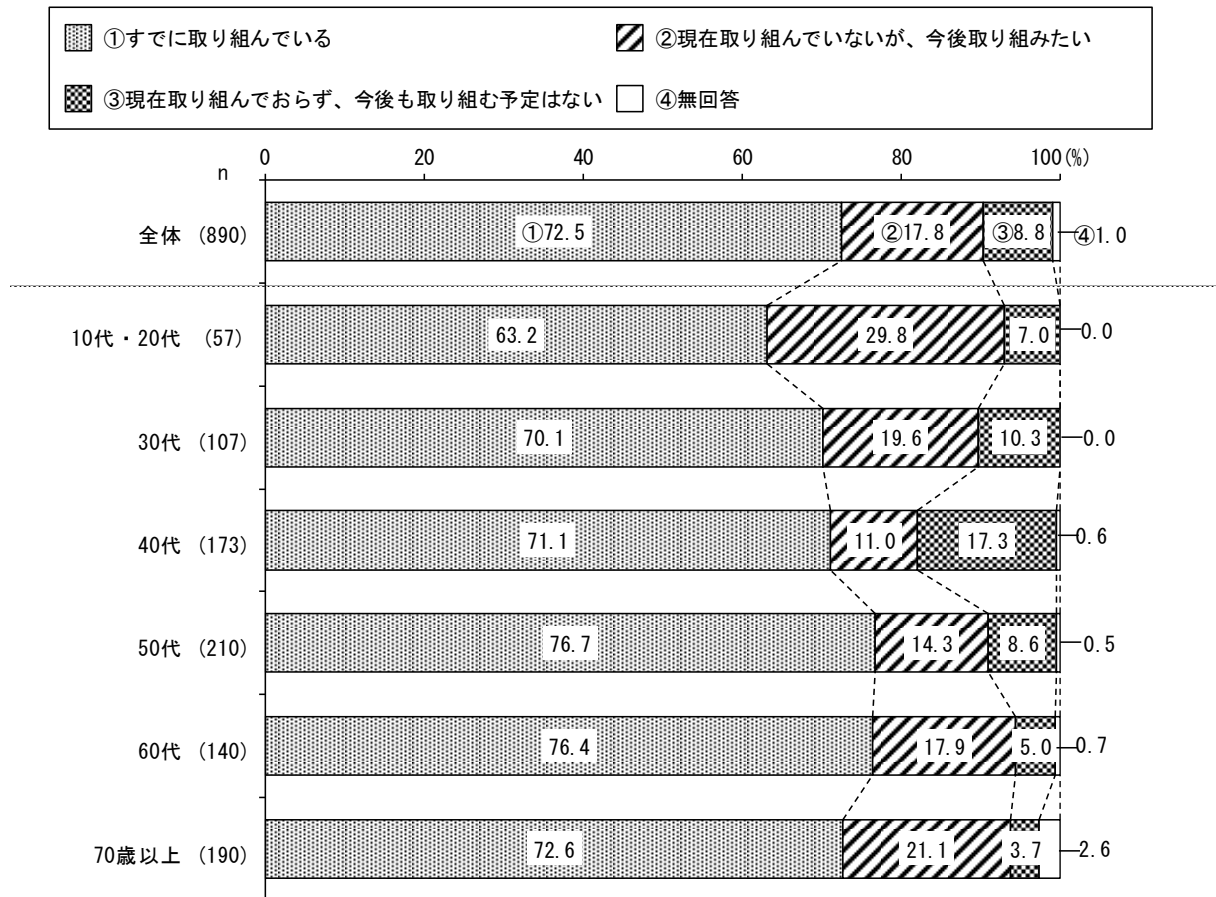 ①すでに取り組んでいる ②現在取り組んでいないが、今後取り組みたい
③現在取り組んでおらず、今後も取り組む予定はない ④無回答
0 20 40 60 80 100(%)
n
全体 (890) ①72.5 ②17.8 ③8.8 ④1.0
10代・20代 (57) 63.2 29.8 7.0 0.0
30代 (107) 70.1 19.6 10.3 0.0
40代 (173) 71.1 11.0 17.3 0.6
50代 (210) 76.7 14.3 8.6 0.5
60代 (140) 76.4 17.9 5.0 0.7
70歳以上 (190) 72.6 21.1 3.7 2.6